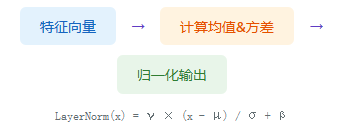 特征向量 → 计算均值&方差 →
归一化输出
LayerNorm(x) = γ × (x - μ) / σ + β